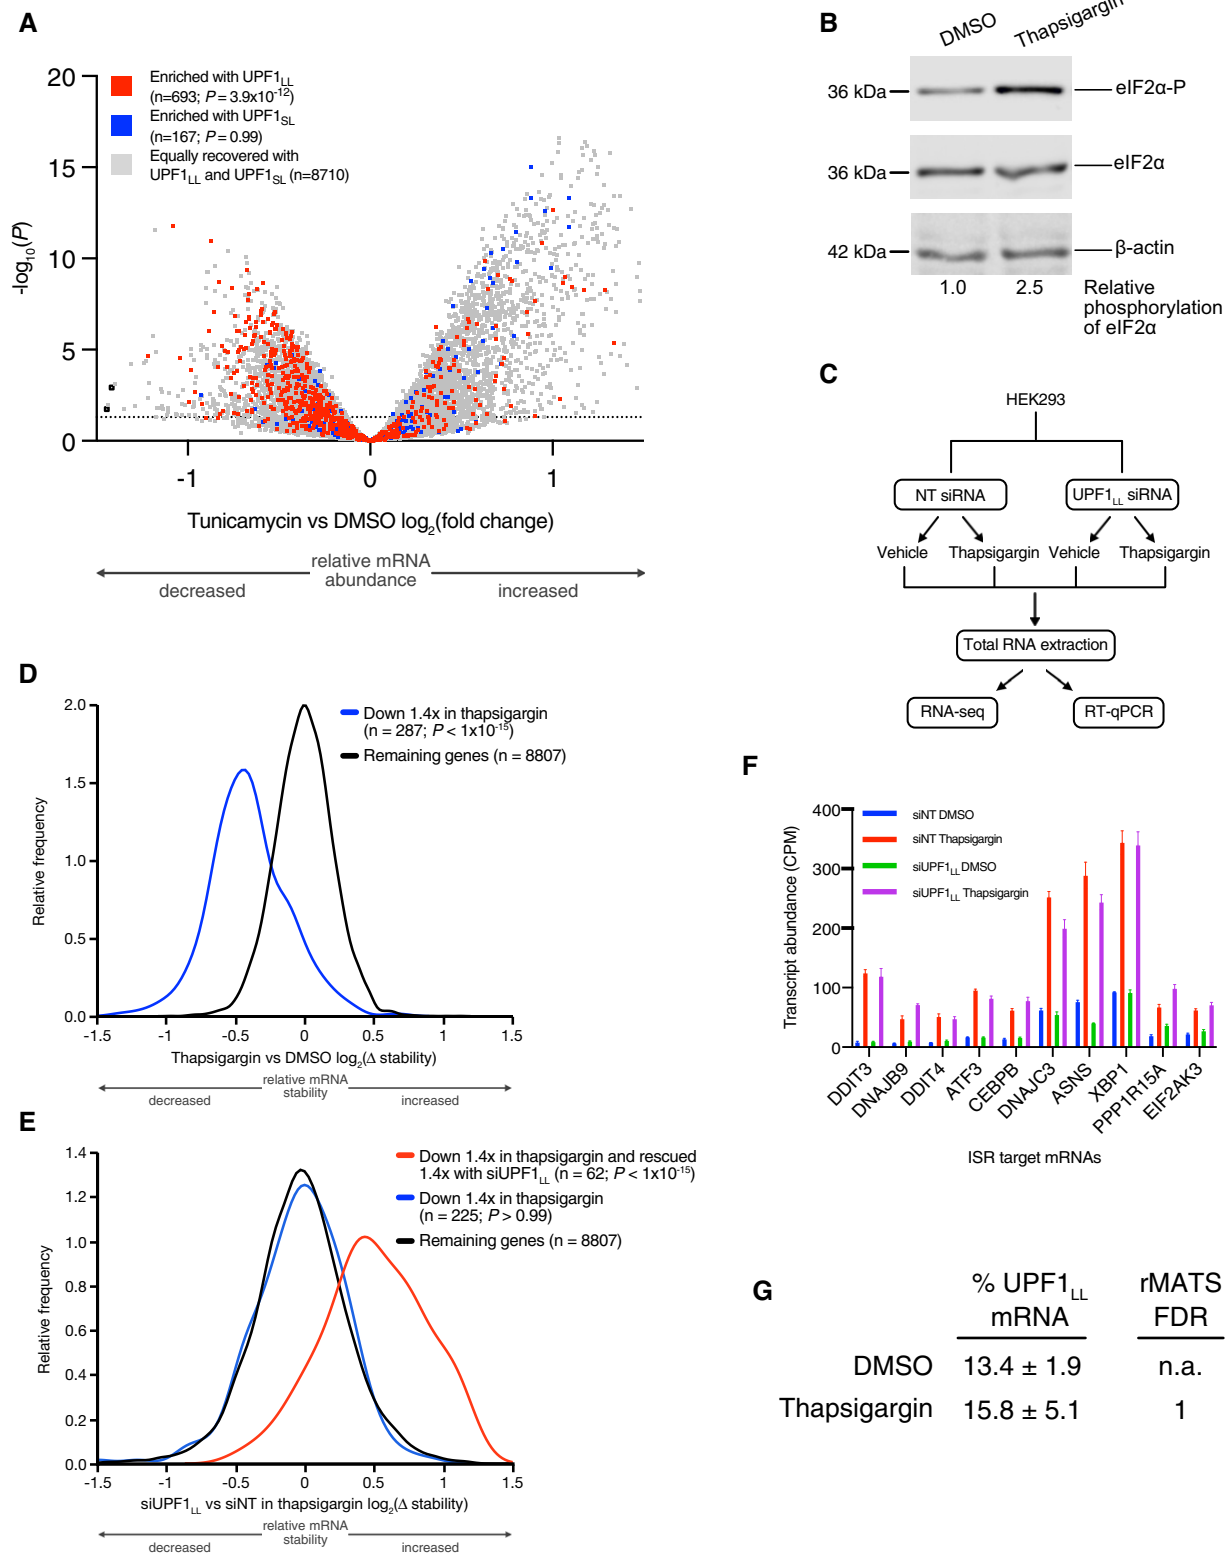 A
20
15
10
5
0
-log10(P)
Enriched with UPF1LL
(n=693; P = 3.9x10-12)
Enriched with UPF1SL
(n=167; P = 0.99)
Equally recovered with
UPF1LL and UPF1SL (n=8710)
-1
0
1
Tunicamycin vs DMSO log2(fold change)
relative mRNA
abundance
decreased
increased
B
DMSO
Thapsigargin
36 kDa
eIF2α-P
36 kDa
eIF2α
42 kDa
β-actin
1.0
2.5
Relative
phosphorylation
of eIF2α
C
HEK293
NT siRNA
UPF1LL siRNA
Vehicle
Thapsigargin
Vehicle
Thapsigargin
Total RNA extraction
RNA-seq
RT-qPCR
D
2.0
1.5
1.0
0.5
0.0
Relative frequency
Down 1.4x in thapsigargin
(n = 287; P < 1x10-15)
Remaining genes (n = 8807)
-1.5
-1
-0.5
0
0.5
1
1.5
Thapsigargin vs DMSO log2(Δ stability)
relative mRNA
stability
decreased
increased
E
1.4
1.2
1.0
0.8
0.6
0.4
0.2
0.0
Relative frequency
Down 1.4x in thapsigargin and rescued
1.4x with siUPF1LL (n = 62; P < 1x10-15)
Down 1.4x in thapsigargin
(n = 225; P > 0.99)
Remaining genes (n = 8807)
-1.5
-1
-0.5
0
0.5
1
1.5
siUPF1LL vs siNT in thapsigargin log2(Δ stability)
relative mRNA
stability
decreased
increased
F
400
300
200
100
0
Transcript abundance (CPM)
siNT DMSO
siNT Thapsigargin
siUPF1LL DMSO
siUPF1LL Thapsigargin
DDIT3
DNAJB9
DDIT4
ATF3
CEBPB
DNAJC3
ASNS
XBP1
PPP1R15A
EIF2AK3
ISR target mRNAs
G
% UPF1LL
mRNA
rMATS
FDR
DMSO 13.4 ± 1.9 n.a.
Thapsigargin 15.8 ± 5.1 1